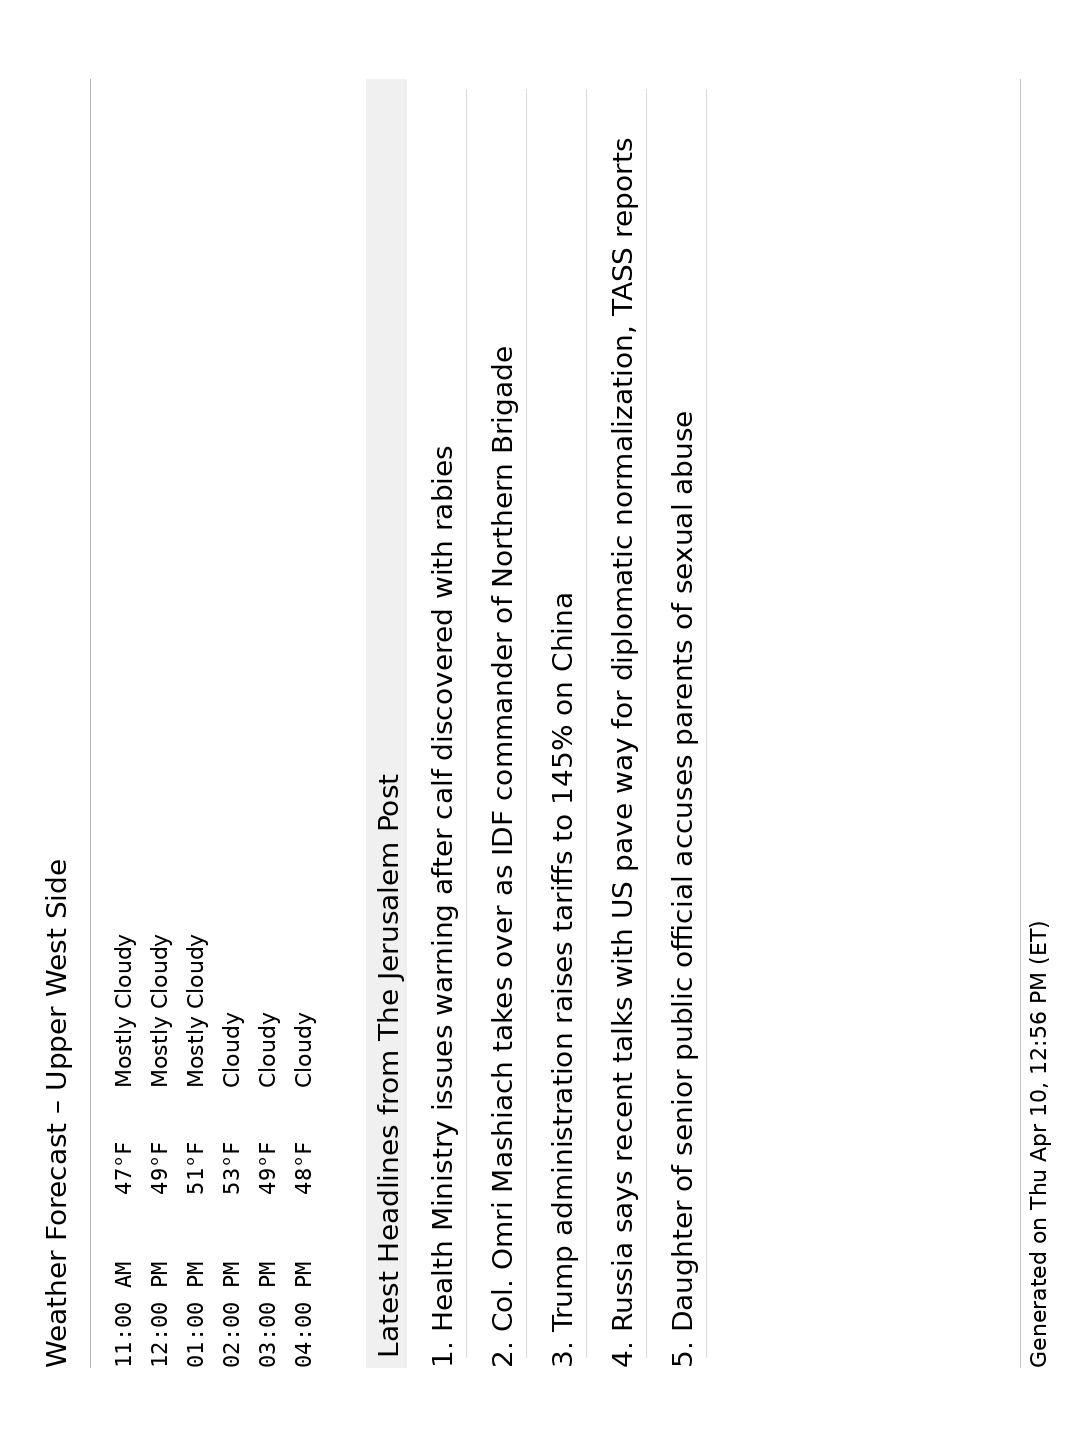 Weather Forecast – Upper West Side
11:00 AM 47°F Mostly Cloudy
12:00 PM 49°F Mostly Cloudy
01:00 PM 51°F Mostly Cloudy
02:00 PM 53°F Cloudy
03:00 PM 49°F Cloudy
04:00 PM 48°F Cloudy
Latest Headlines from The Jerusalem Post
1. Health Ministry issues warning after calf discovered with rabies
2. Col. Omri Mashiach takes over as IDF commander of Northern Brigade
3. Trump administration raises tariffs to 145% on China
4. Russia says recent talks with US pave way for diplomatic normalization, TASS reports
5. Daughter of senior public official accuses parents of sexual abuse
Generated on Thu Apr 10, 12:56 PM (ET)